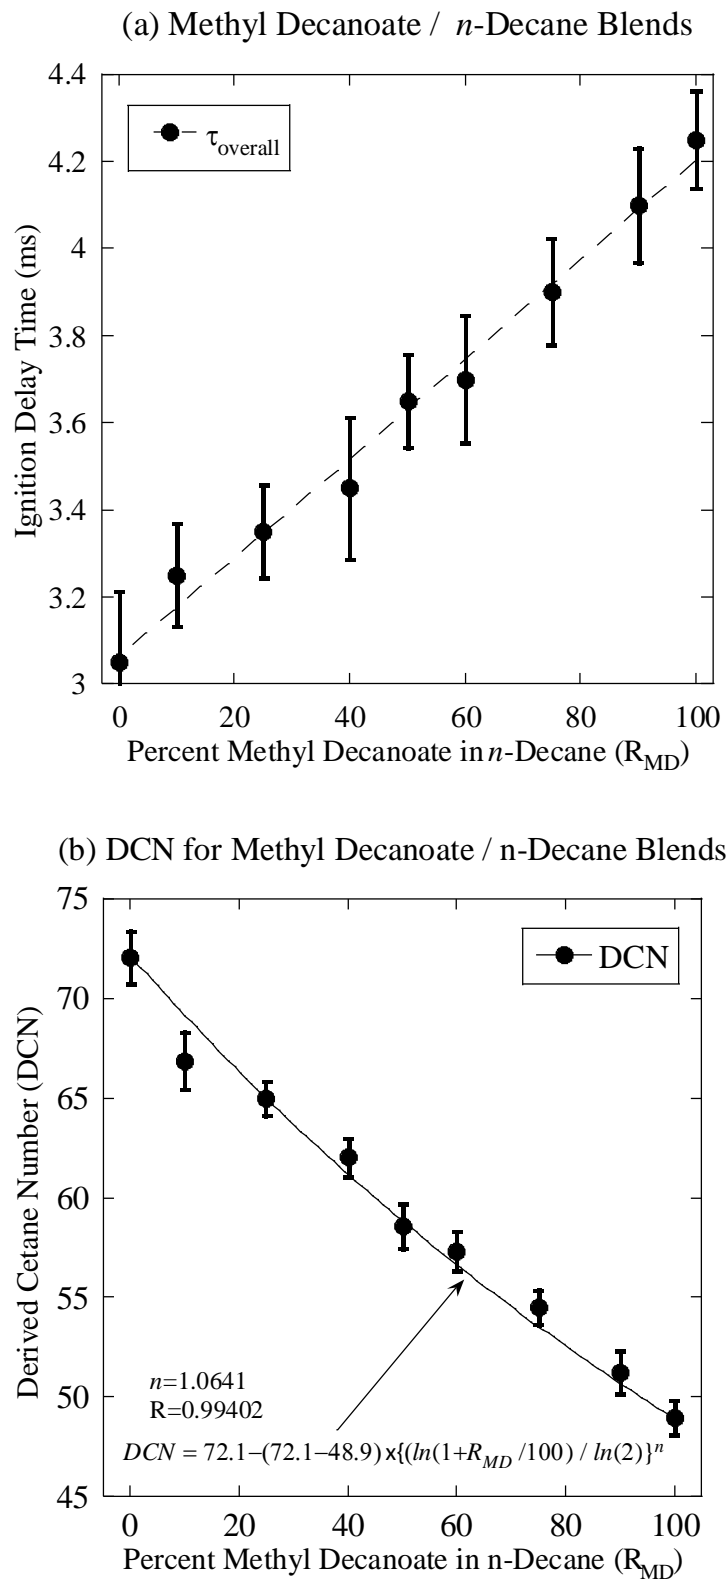 (a) Methyl Decanoate / n-Decane Blends
4.4
4.2
4
3.8
3.6
3.4
3.2
3
τoverall
Ignition Delay Time (ms)
0 20 40 60 80 100
Percent Methyl Decanoate in n-Decane (RMD)
(b) DCN for Methyl Decanoate / n-Decane Blends
75
70
65
60
55
50
45
DCN
Derived Cetane Number (DCN)
n=1.0641
R=0.99402
DCN = 72.1–(72.1–48.9) x{(ln(1+RMD /100) / ln(2)}n
0 20 40 60 80 100
Percent Methyl Decanoate in n-Decane (RMD)